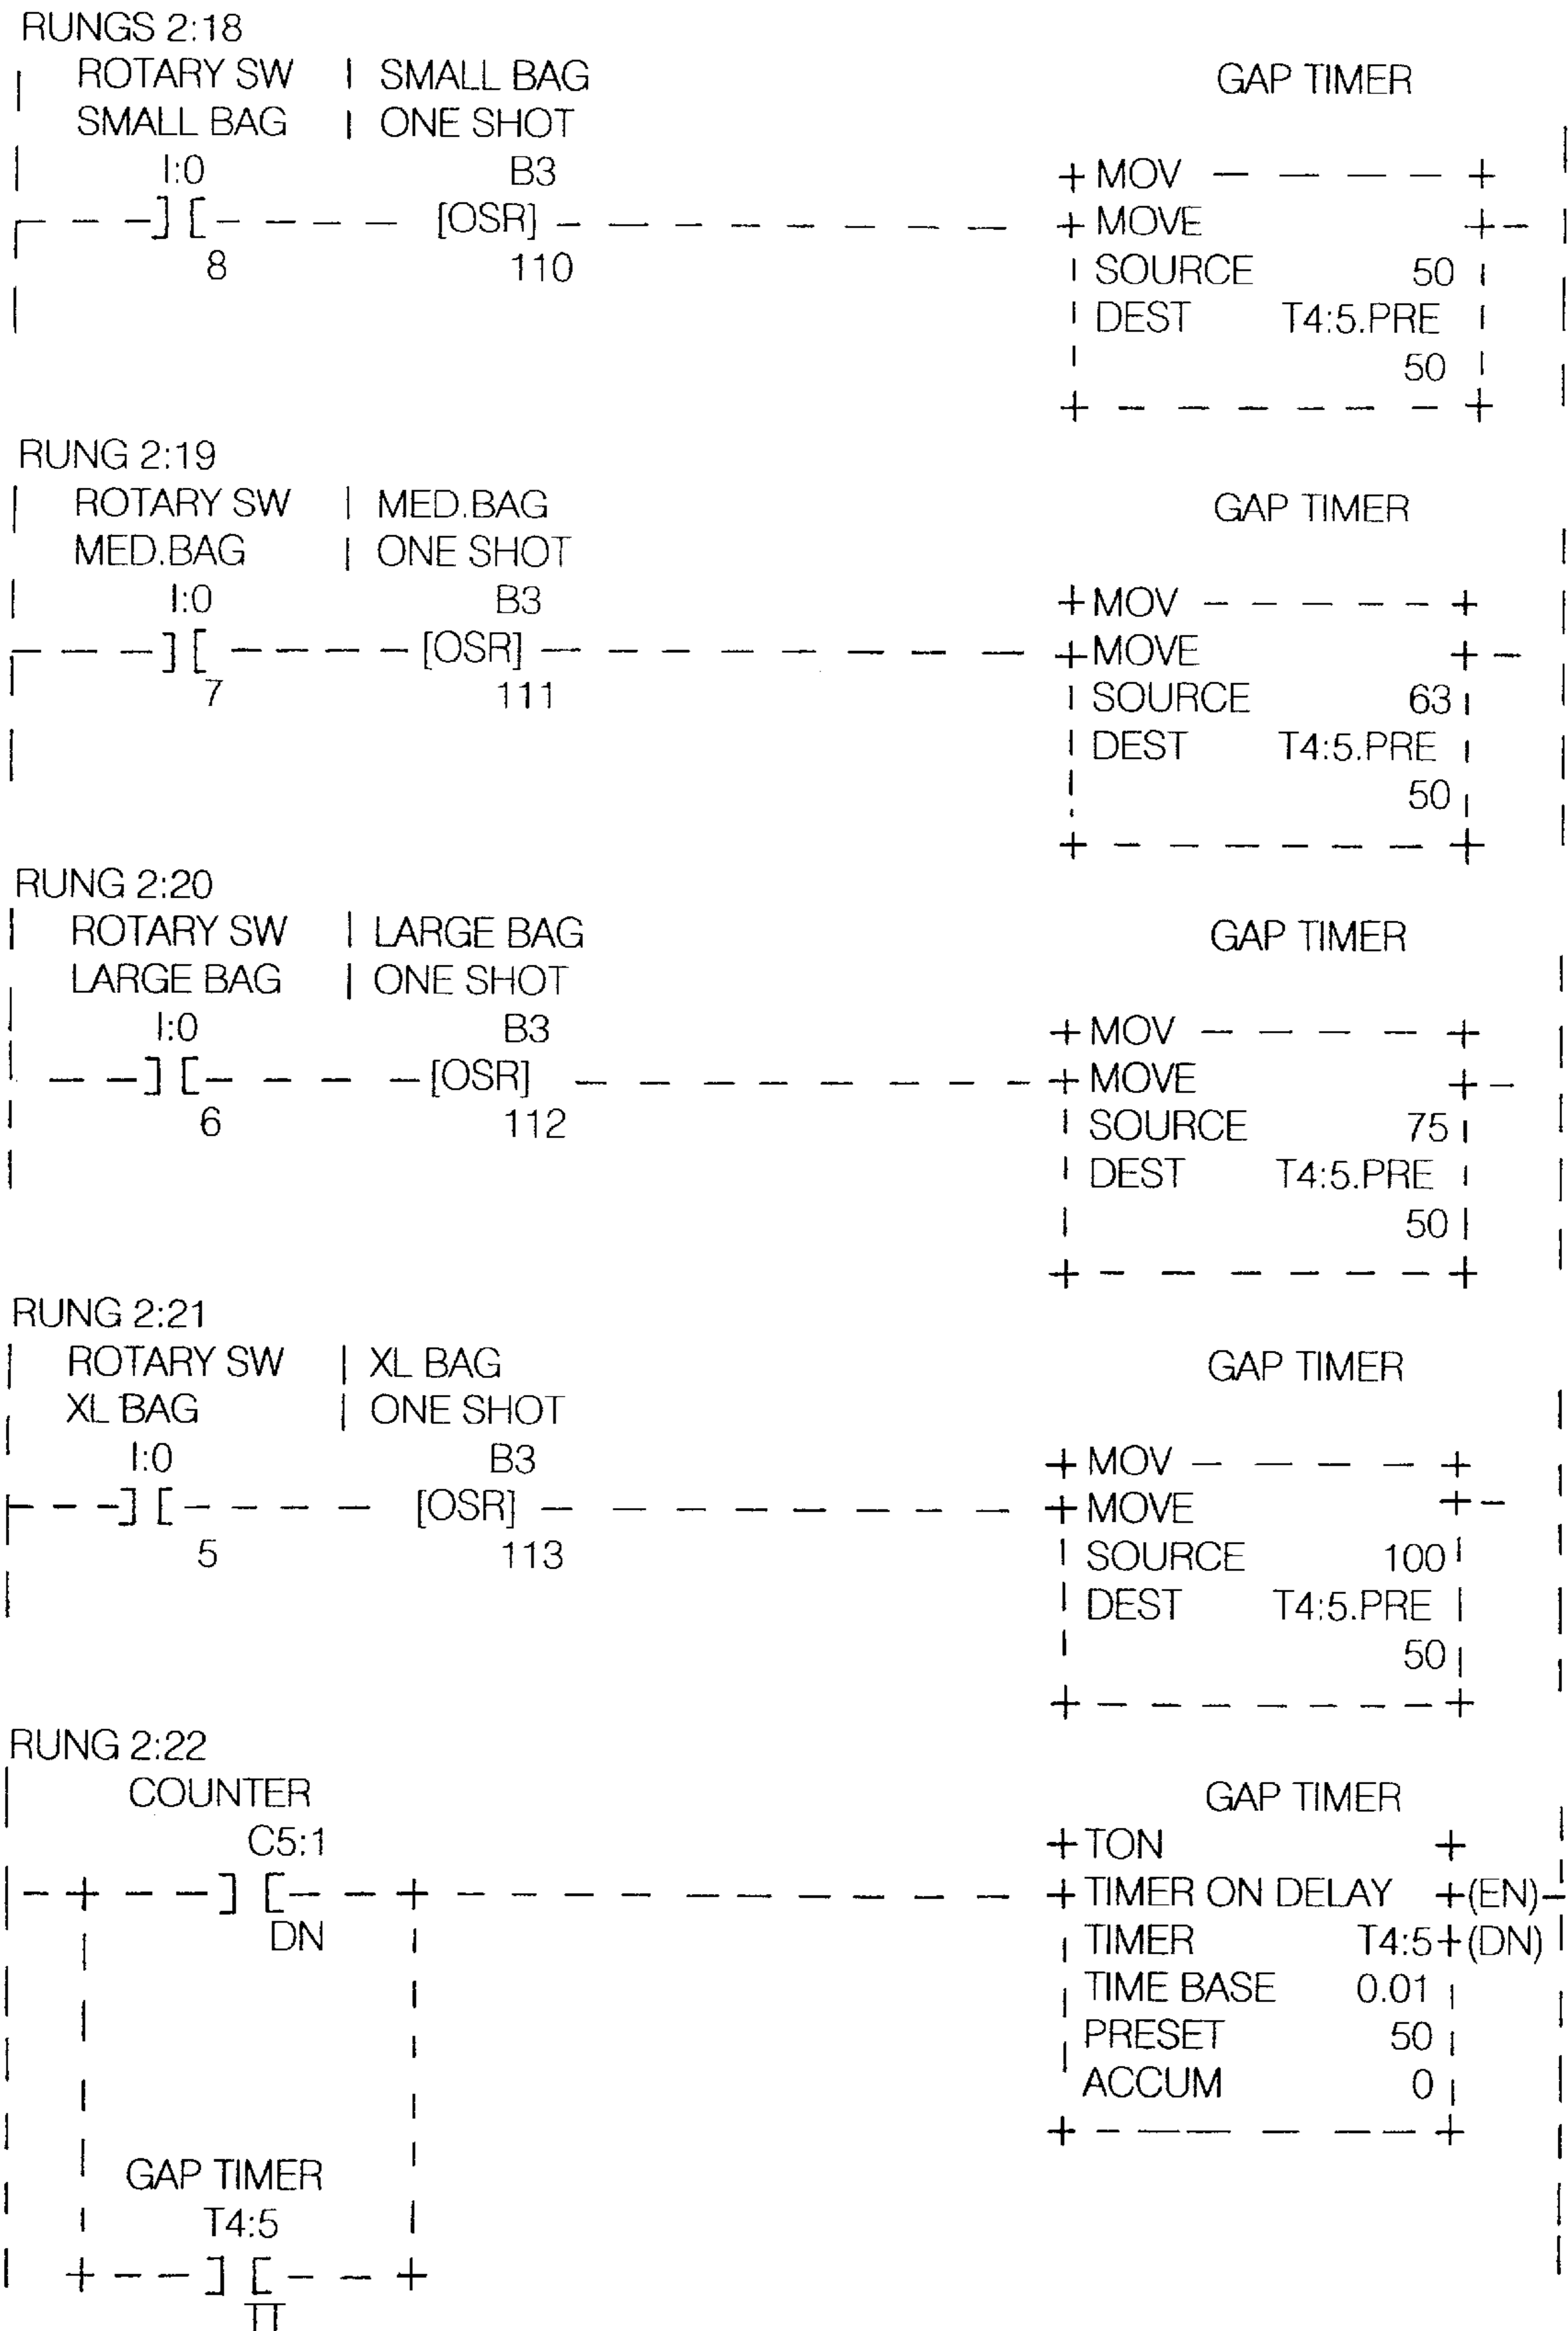 RUNGS 2:18
ROTARY SW | SMALL BAG GAP TIMER
SMALL BAG | ONE SHOT
I:0 B3 + MOV - - - - +
- - -] [- - - - [OSR] - - - - - - - - + MOVE + -
8 110 SOURCE 50
DEST T4:5.PRE
50
+ - - - - - - +
RUNG 2:19
ROTARY SW | MED.BAG GAP TIMER
MED.BAG | ONE SHOT
I:0 B3 + MOV - - - - - +
- - -] [ - - - - [OSR] - - - - - - - - - + MOVE + -
7 111 SOURCE 63
DEST T4:5.PRE
50
+ - - - - - - +
RUNG 2:20
ROTARY SW | LARGE BAG GAP TIMER
LARGE BAG | ONE SHOT
I:0 B3 + MOV - - - - +
- -] [- - - - -[OSR] - - - - - - - - + MOVE + -
6 112 SOURCE 75
DEST T4:5.PRE
50
+ - - - - - - +
RUNG 2:21
ROTARY SW | XL BAG GAP TIMER
XL BAG | ONE SHOT
I:0 B3 + MOV - - - - +
- - -] [- - - - [OSR] - - - - - - - - + MOVE + -
5 113 SOURCE 100
DEST T4:5.PRE
50
+ - - - - - - - +
RUNG 2:22
COUNTER GAP TIMER
C5:1 + TON +
- + - - -] [- - + - - - - - - - - - + TIMER ON DELAY +(EN)-
DN TIMER T4:5+(DN)
TIME BASE 0.01
PRESET 50
ACCUM 0
+ - - - - - - +
GAP TIMER
T4:5
+ - - -] [- - +